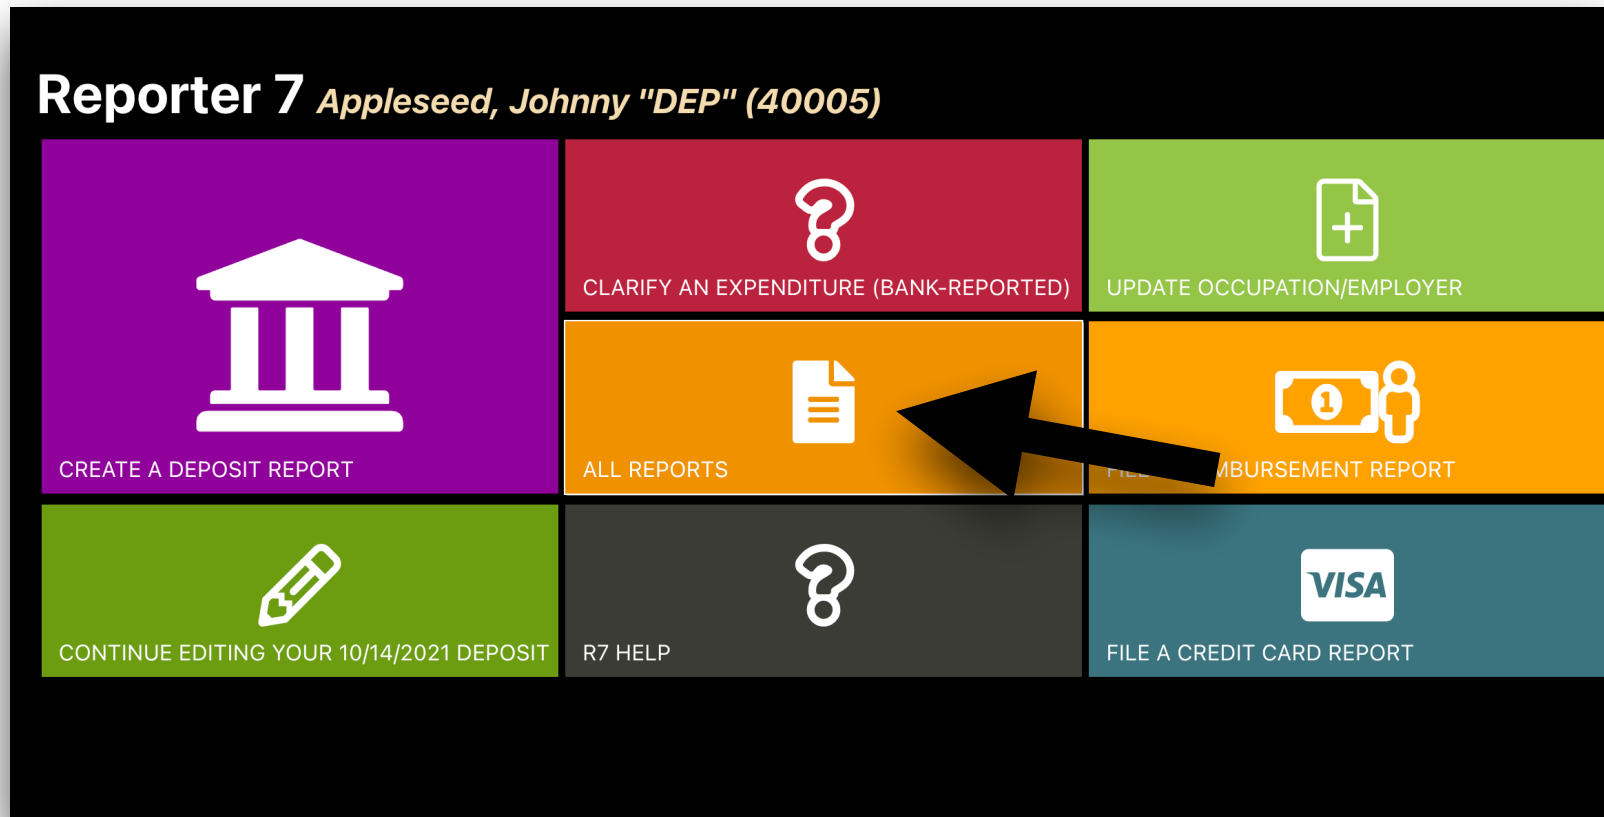 Reporter 7 Appleseed, Johnny "DEP" (40005)
CLARIFY AN EXPENDITURE (BANK-REPORTED)
UPDATE OCCUPATION/EMPLOYER
1
CREATE A DEPOSIT REPORT
ALL REPORTS
REPORT
VISA
CONTINUE EDITING YOUR 10/14/2021 DEPOSIT
R7 HELP
FILE A CREDIT CARD REPORT